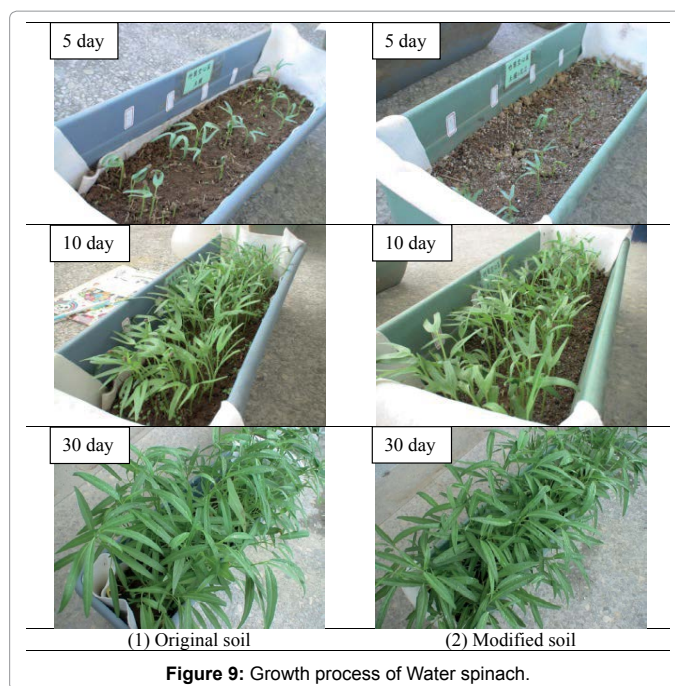 5 day
5 day
10 day
10 day
30 day
30 day
(1) Original soil
(2) Modified soil
Figure 9: Growth process of Water spinach.